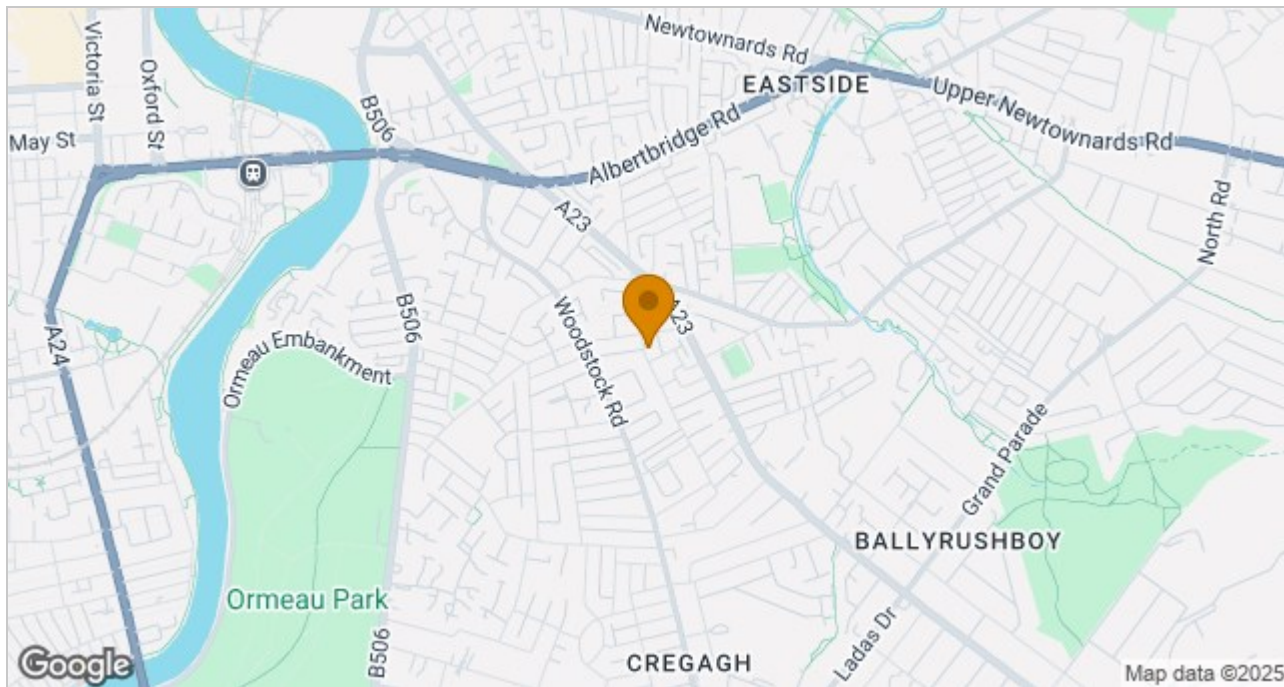 Victoria St
Oxford St
May St
B506
Newtownards Rd
EASTSIDE
Upper Newtownards Rd
Albertbridge Rd
A23
North Rd
B506
A24
Ormeau Embankment
Woodstock Rd
A23
Grand Parade
BALLYRUSHBOY
Ormeau Park
B506
CREGAGH
Ladas Dr
Google
Map data ©2025